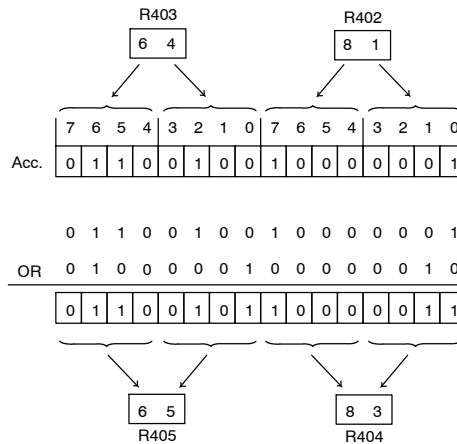 R403 R402
6 4 8 1
7 6 5 4 3 2 1 0 7 6 5 4 3 2 1 0
Acc. 0 1 1 0 0 1 0 0 1 0 0 0 0 0 0 1
0 1 1 0 0 1 0 0 1 0 0 0 0 0 0 1
OR 0 1 0 0 0 0 0 1 0 0 0 0 0 0 1 0
0 1 1 0 0 1 0 1 1 0 0 0 0 0 1 1
6 5 8 3
R405 R404